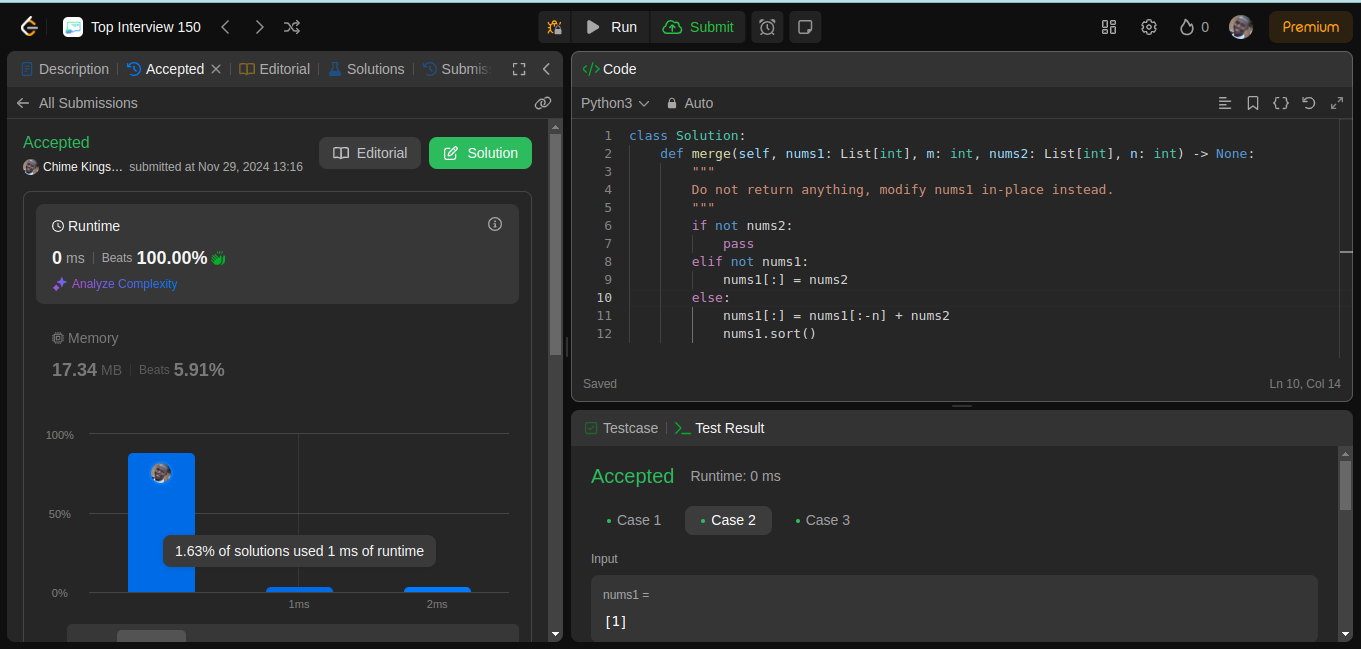 Top Interview 150
Run
Submit
0
Premium
Description
Accepted
Editorial
Solutions
Submis
All Submissions
Accepted
Chime Kings... submitted at Nov 29, 2024 13:16
Editorial
Solution
Runtime
0 ms Beats 100.00%
Analyze Complexity
Memory
17.34 MB Beats 5.91%
100%
50%
0%
1.63% of solutions used 1 ms of runtime
1ms
2ms
</> Code
Python3
Auto
1 class Solution:
2 def merge(self, nums1: List[int], m: int, nums2: List[int], n: int) -> None:
3 """
4 Do not return anything, modify nums1 in-place instead.
5 """
6 if not nums2:
7 pass
8 elif not nums1:
9 nums1[:] = nums2
10 else:
11 nums1[:] = nums1[:-n] + nums2
12 nums1.sort()
Saved
Ln 10, Col 14
Testcase
Test Result
Accepted Runtime: 0 ms
Case 1
Case 2
Case 3
Input
nums1 =
[1]